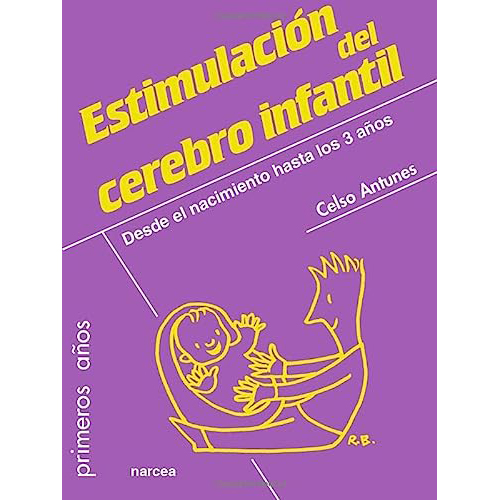 Estimulación
del
cerebro infantil
Desde el nacimiento hasta los 3 años
Celso Antunes
primeros años
R.B.
narcea